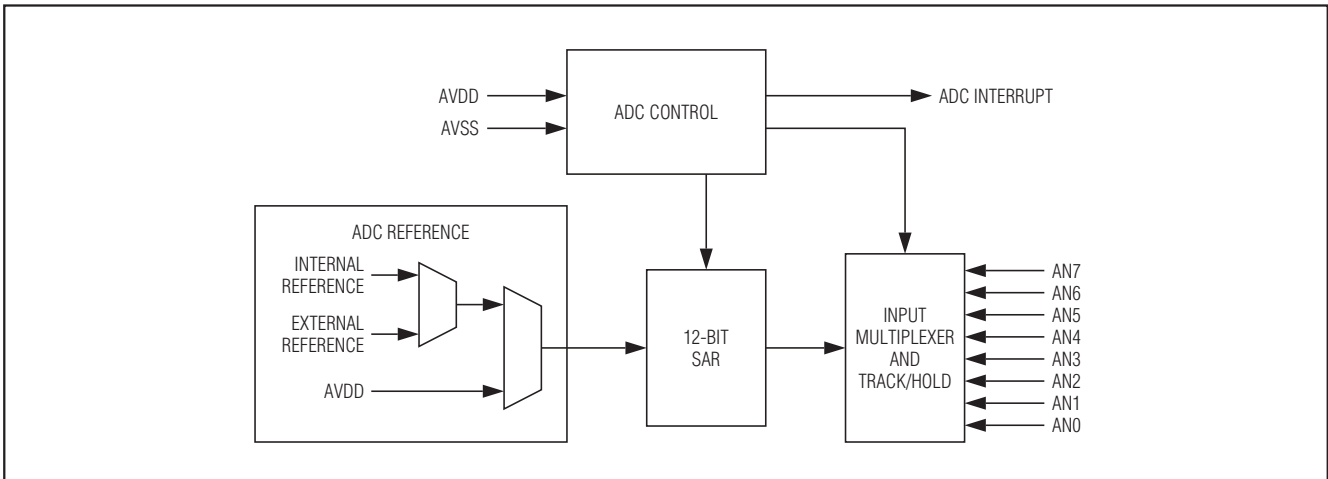 AVDD
AVSS
ADC CONTROL
ADC INTERRUPT
ADC REFERENCE
INTERNAL
REFERENCE
EXTERNAL
REFERENCE
AVDD
12-BIT
SAR
INPUT
MULTIPLEXER
AND
TRACK/HOLD
AN7
AN6
AN5
AN4
AN3
AN2
AN1
AN0